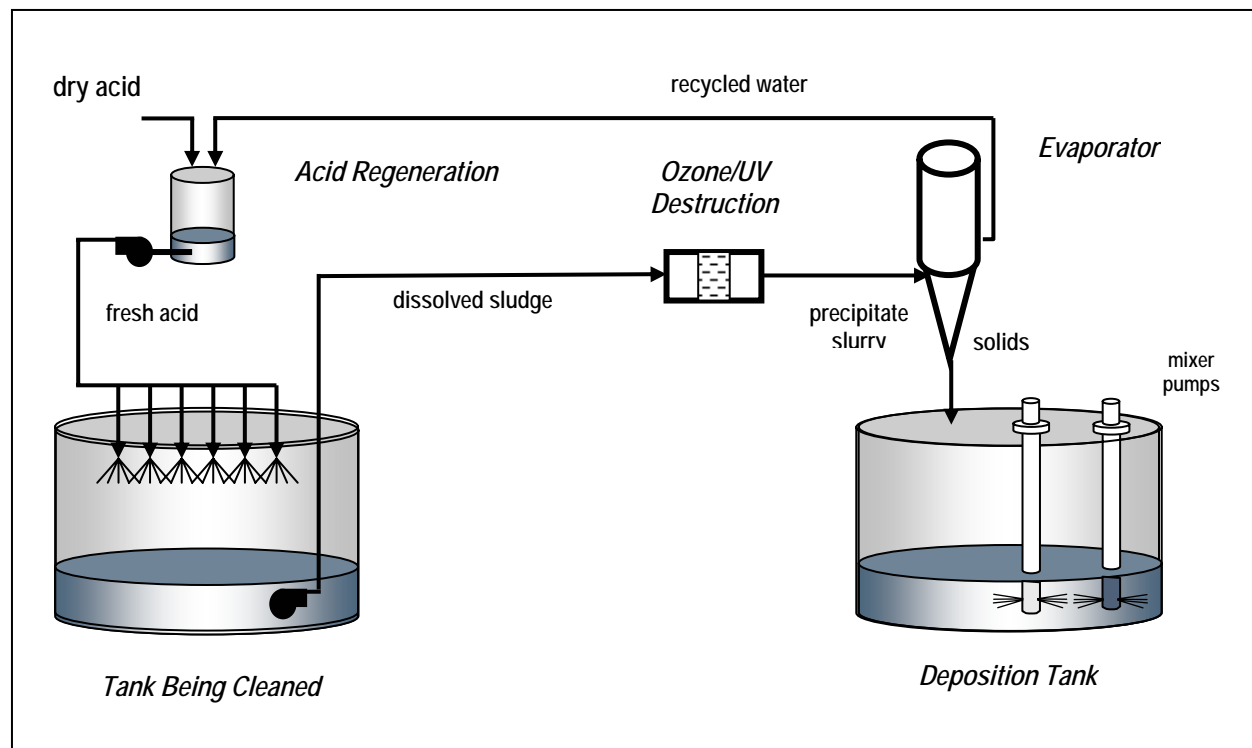 dry acid
recycled water
Evaporator
Acid Regeneration
Ozone/UV
Destruction
fresh acid
dissolved sludge
precipitate
slurry
solids
mixer
pumps
Tank Being Cleaned
Deposition Tank